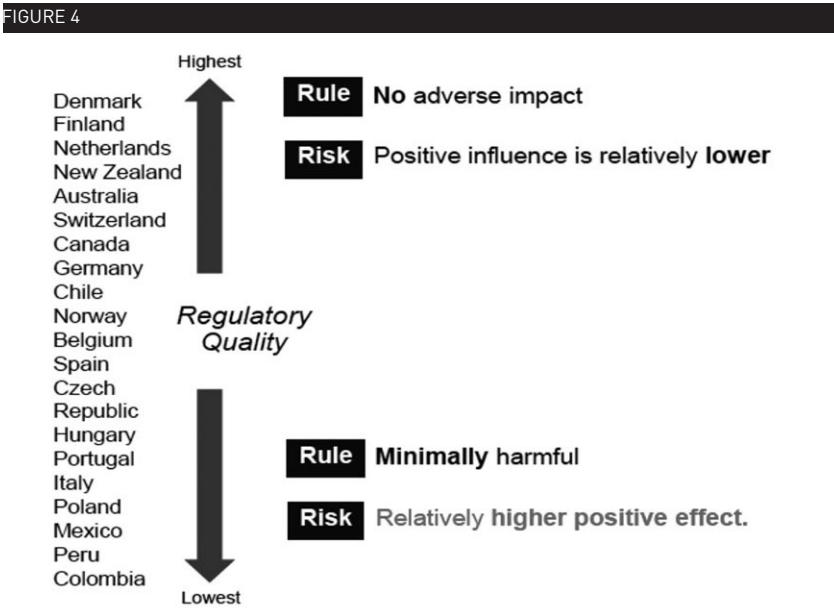 FIGURE 4
Highest
Denmark
Finland
Netherlands
New Zealand
Australia
Switzerland
Canada
Germany
Chile
Norway
Belgium
Spain
Czech
Republic
Hungary
Portugal
Italy
Poland
Mexico
Peru
Colombia
Regulatory
Quality
Lowest
Rule No adverse impact
Risk Positive influence is relatively lower
Rule Minimally harmful
Risk Relatively higher positive effect.